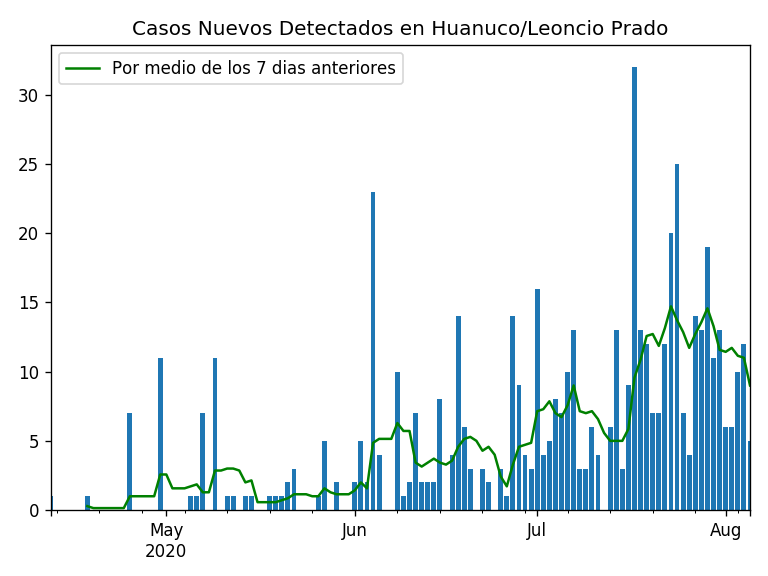 Casos Nuevos Detectados en Huanuco/Leoncio Prado
Por medio de los 7 dias anteriores
30
25
20
15
10
5
0
May Jun Jul Aug
2020